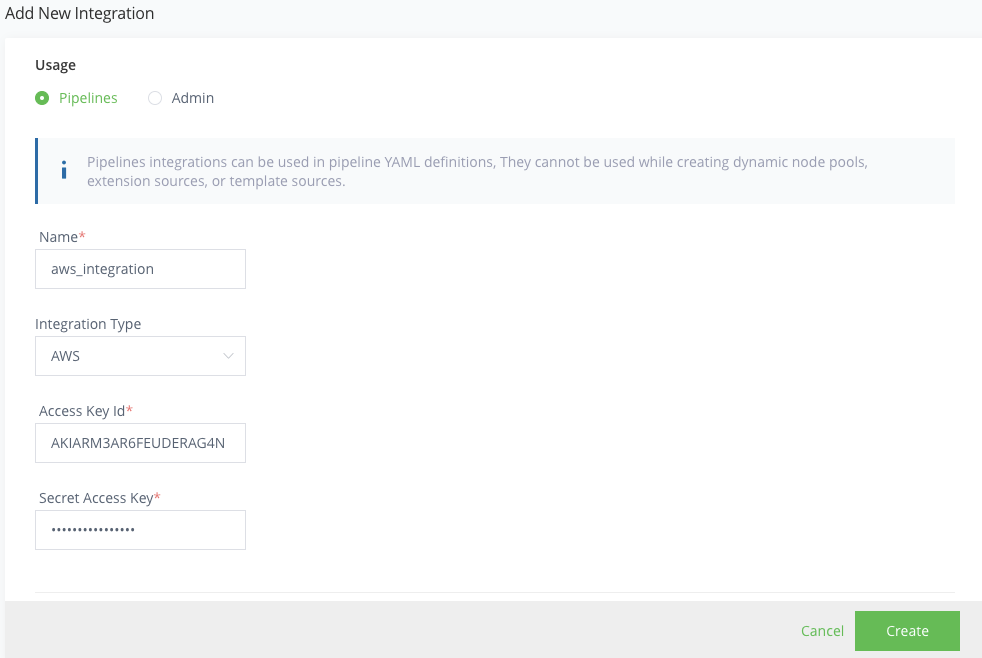 Add New Integration
Usage
Pipelines Admin
Pipelines integrations can be used in pipeline YAML definitions, They cannot be used while creating dynamic node pools,
extension sources, or template sources.
Name*
aws_integration
Integration Type
AWS
Access Key Id*
AKIARM3AR6FEUDERAG4N
Secret Access Key*
••••••••••••••••
Cancel Create